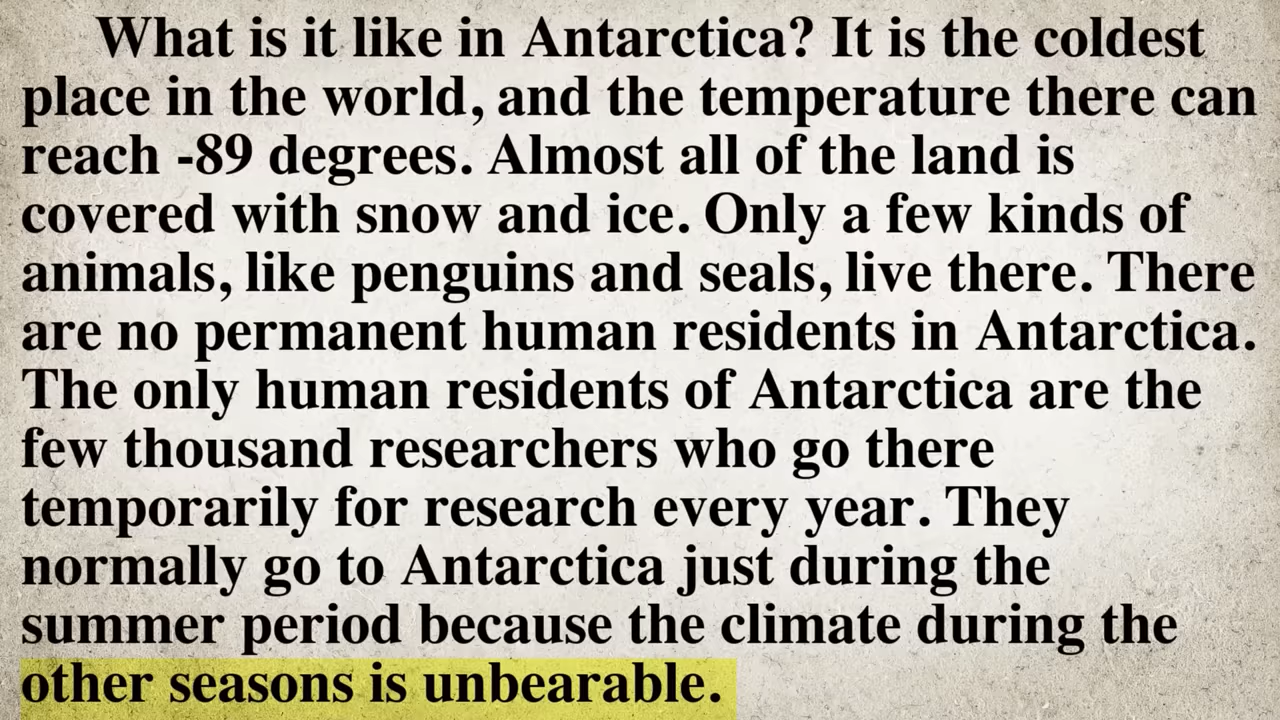 What is it like in Antarctica? It is the coldest
place in the world, and the temperature there can
reach -89 degrees. Almost all of the land is
covered with snow and ice. Only a few kinds of
animals, like penguins and seals, live there. There
are no permanent human residents in Antarctica.
The only human residents of Antarctica are the
few thousand researchers who go there
temporarily for research every year. They
normally go to Antarctica just during the
summer period because the climate during the
other seasons is unbearable.